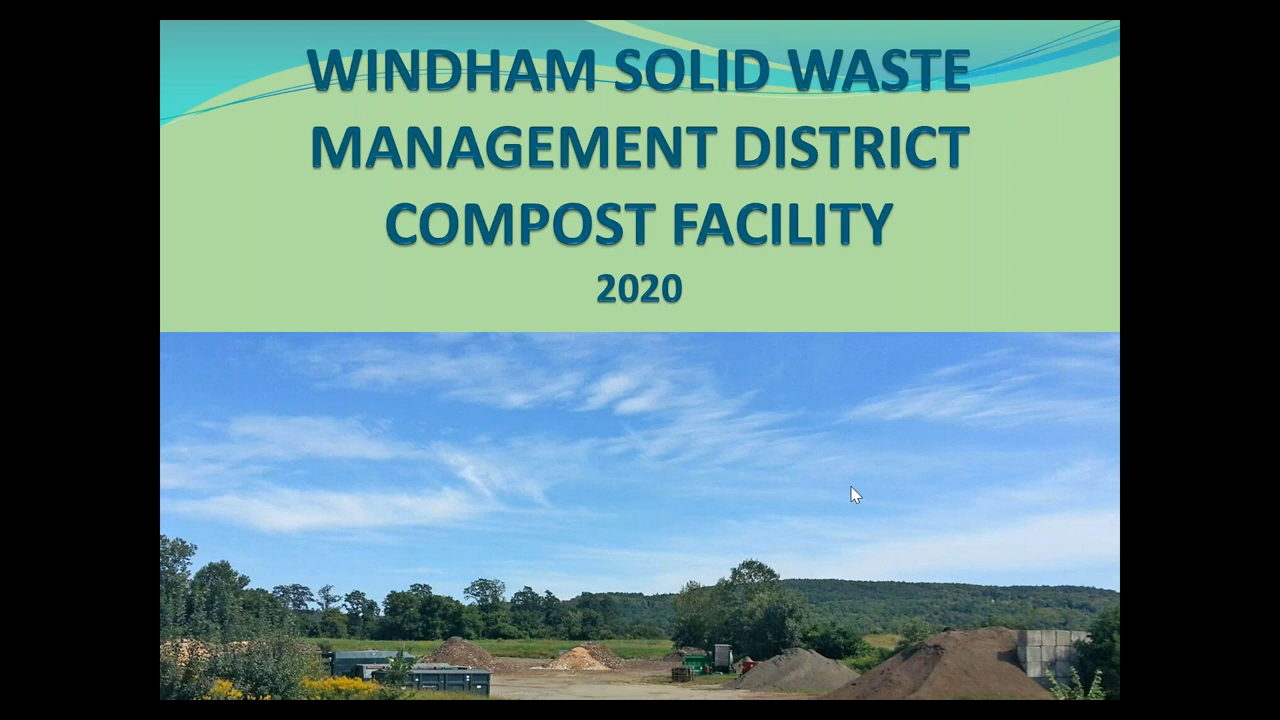 WINDHAM SOLID WASTE
MANAGEMENT DISTRICT
COMPOST FACILITY
2020